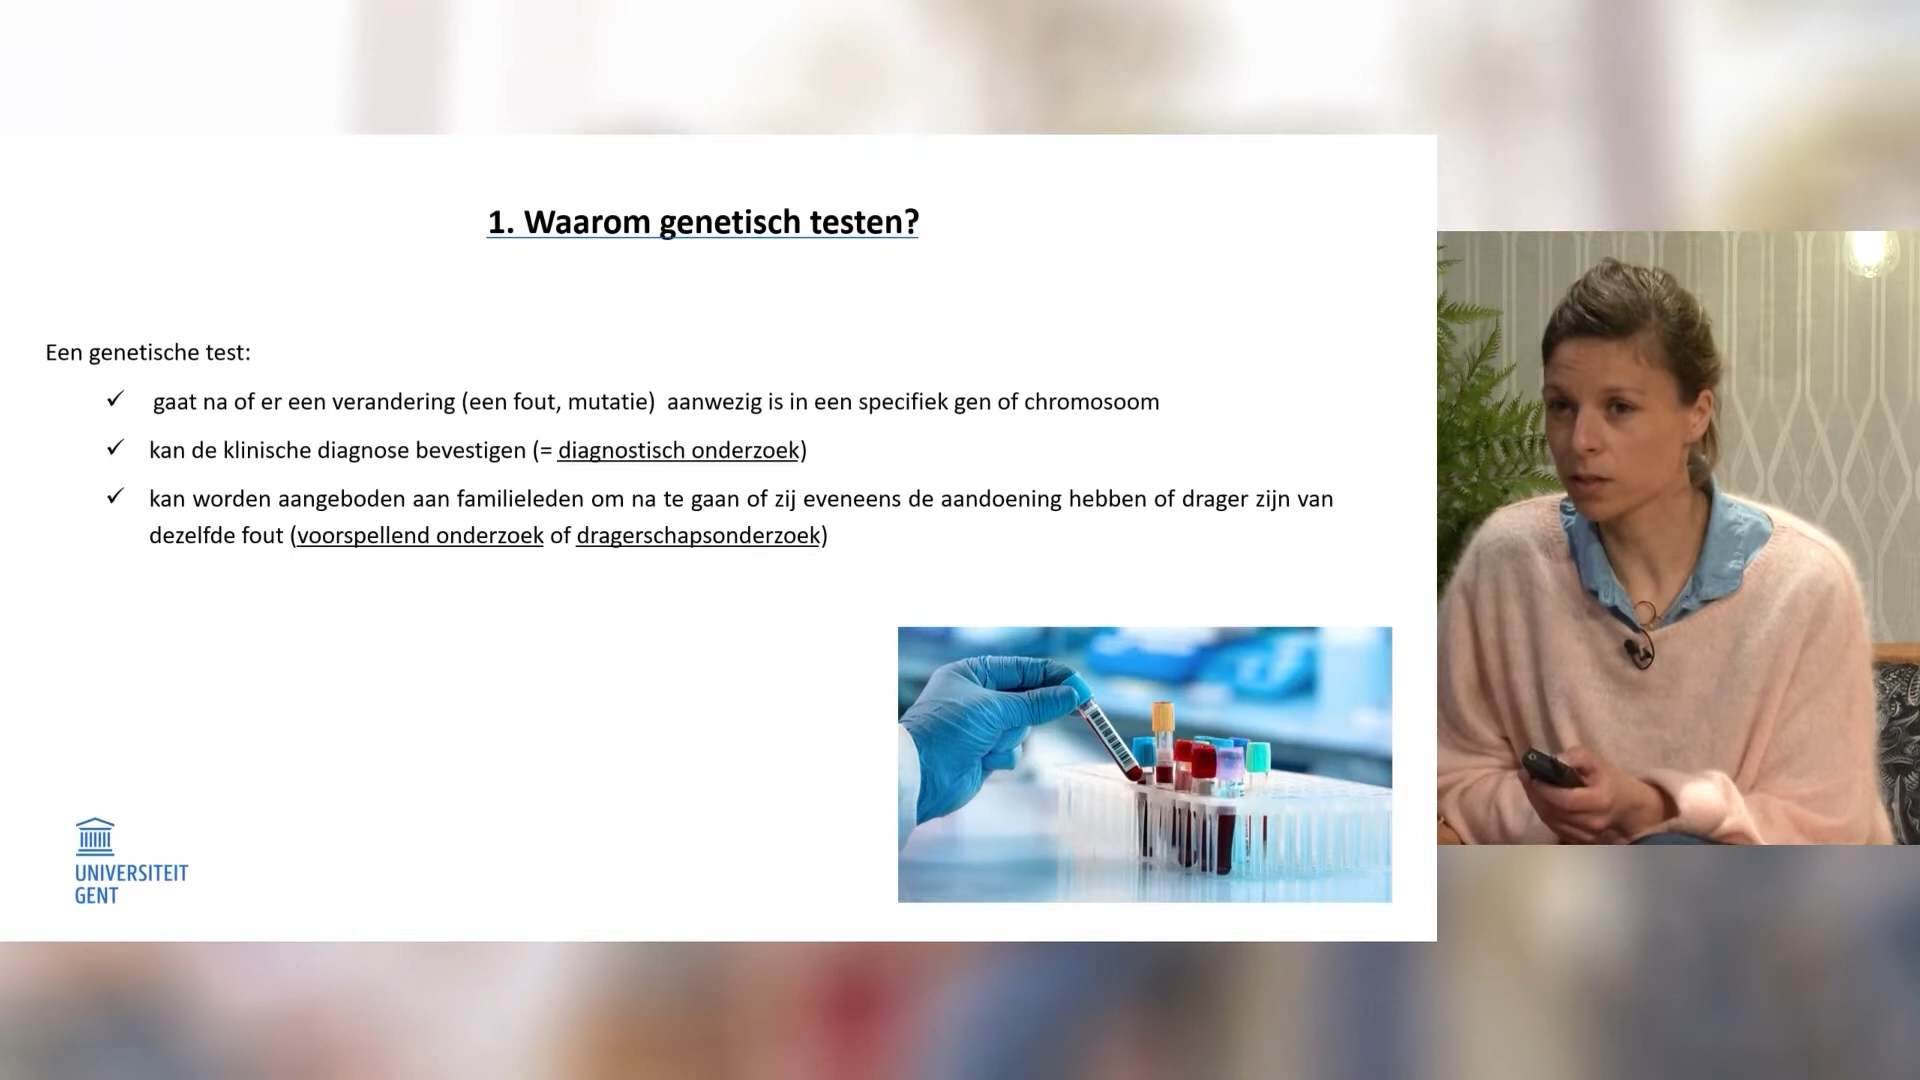 1. Waarom genetisch testen?
Een genetische test:
✓ gaat na of er een verandering (een fout, mutatie)  aanwezig is in een specifiek gen of chromosoom
✓ kan de klinische diagnose bevestigen (= diagnostisch onderzoek)
✓ kan worden aangeboden aan familieleden om na te gaan of zij eveneens de aandoening hebben of drager zijn van
dezelfde fout (voorspellend onderzoek of dragerschapsonderzoek)
UNIVERSITEIT
GENT